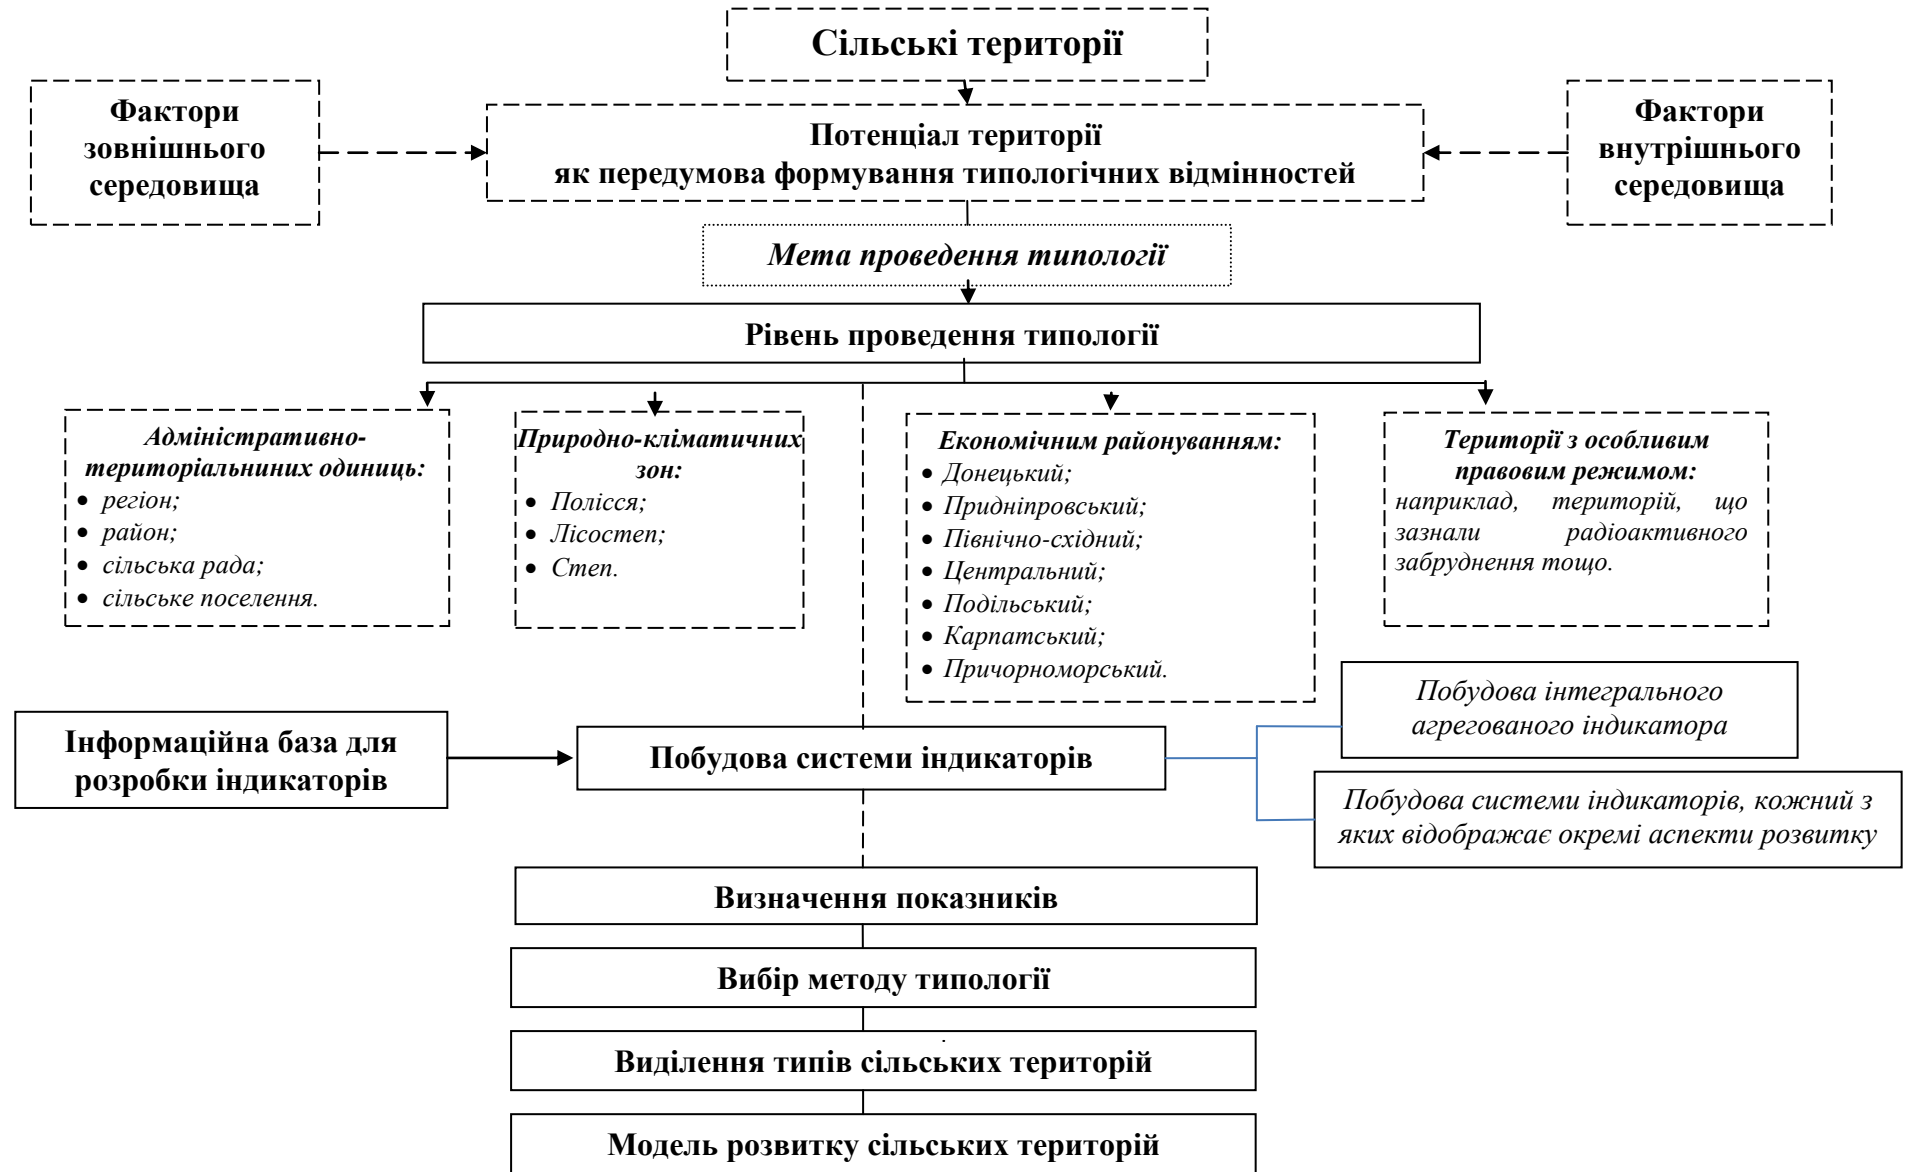 Сільські території
Фактори
зовнішнього
середовища
Потенціал території
як передумова формування типологічних відмінностей
Фактори
внутрішнього
середовища
Мета проведення типології
Рівень проведення типології
Адміністративно-
територіальниних одиниць:
• регіон;
• район;
• сільська рада;
• сільське поселення.
Природно-кліматичних
зон:
• Полісся;
• Лісостеп;
• Степ.
Економічним районуванням:
• Донецький;
• Придніпровський;
• Північно-східний;
• Центральний;
• Подільський;
• Карпатський;
• Причорноморський.
Території з особливим
правовим режимом:
наприклад, територій, що
зазнали радіоактивного
забруднення тощо.
Інформаційна база для
розробки індикаторів
Побудова системи індикаторів
Побудова інтегрального
агрегованого індикатора
Побудова системи індикаторів, кожний з
яких відображає окремі аспекти розвитку
Визначення показників
Вибір методу типології
Виділення типів сільських територій
Модель розвитку сільських територій